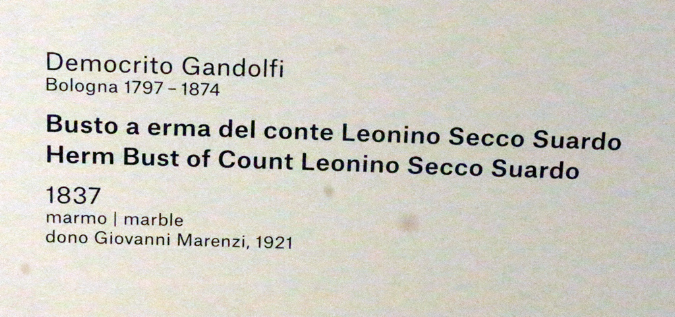 Democrito Gandolfi
Bologna 1797 – 1874
Busto a erma del conte Leonino Secco Suardo
Herm Bust of Count Leonino Secco Suardo
1837
marmo | marble
dono Giovanni Marenzi, 1921